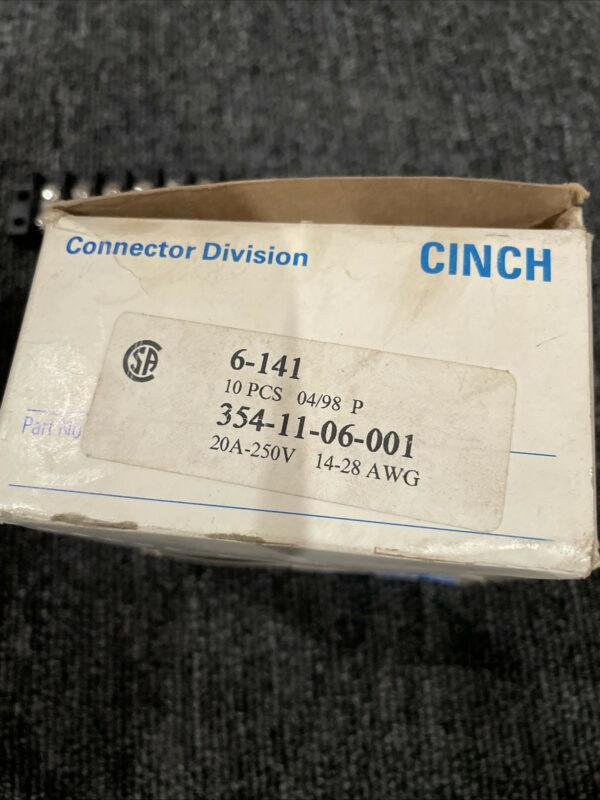 Connector Division CINCH
SA
6-141
10 PCS 04/98 P
354-11-06-001
20A-250V 14-28 AWG
Part No